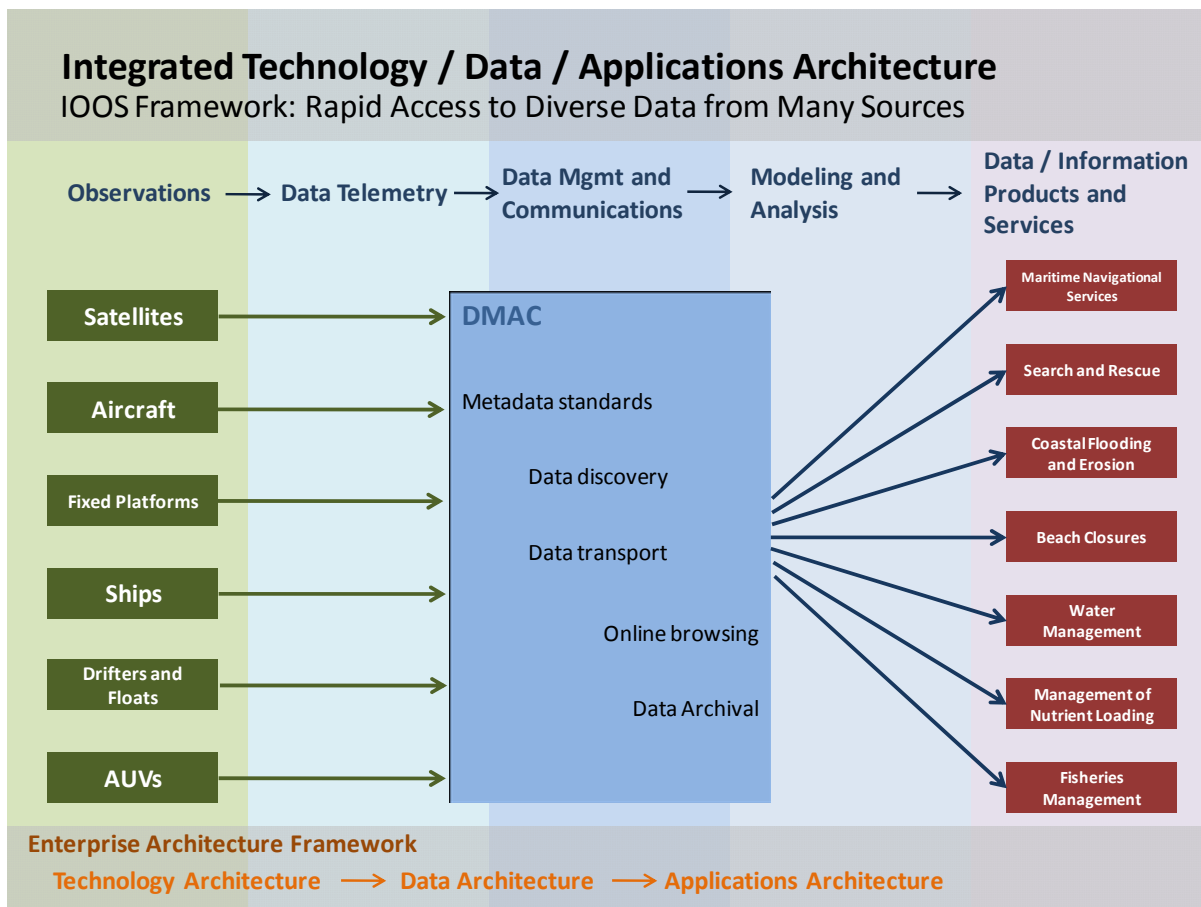 Integrated Technology / Data / Applications Architecture
IOOS Framework: Rapid Access to Diverse Data from Many Sources
Observations
Data Telemetry
Data Mgmt and
Communications
Modeling and
Analysis
Data / Information
Products and
Services
Satellites
Aircraft
Fixed Platforms
Ships
Drifters and
Floats
AUVs
DMAC
Metadata standards
Data discovery
Data transport
Online browsing
Data Archival
Maritime Navigational
Services
Search and Rescue
Coastal Flooding
and Erosion
Beach Closures
Water
Management
Management of
Nutrient Loading
Fisheries
Management
Enterprise Architecture Framework
Technology Architecture
Data Architecture
Applications Architecture